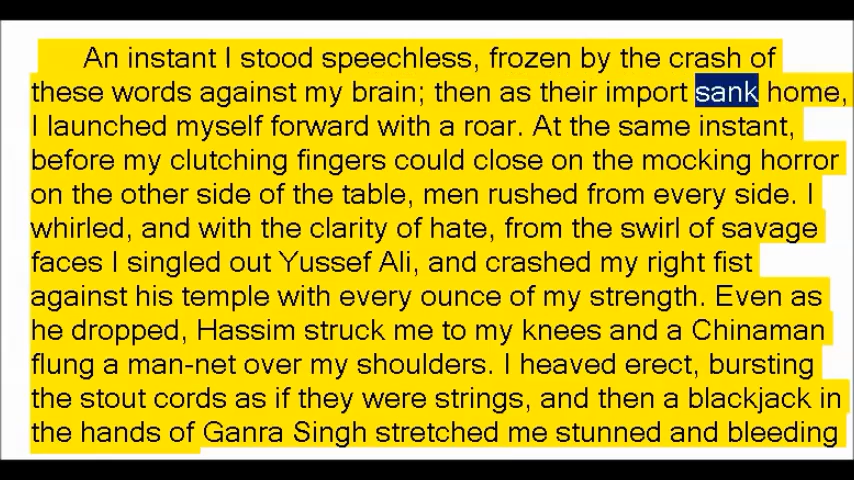 An instant I stood speechless, frozen by the crash of
these words against my brain; then as their import sank home,
I launched myself forward with a roar. At the same instant,
before my clutching fingers could close on the mocking horror
on the other side of the table, men rushed from every side. I
whirled, and with the clarity of hate, from the swirl of savage
faces I singled out Yussef Ali, and crashed my right fist
against his temple with every ounce of my strength. Even as
he dropped, Hassim struck me to my knees and a Chinaman
flung a man-net over my shoulders. I heaved erect, bursting
the stout cords as if they were strings, and then a blackjack in
the hands of Ganra Singh stretched me stunned and bleeding